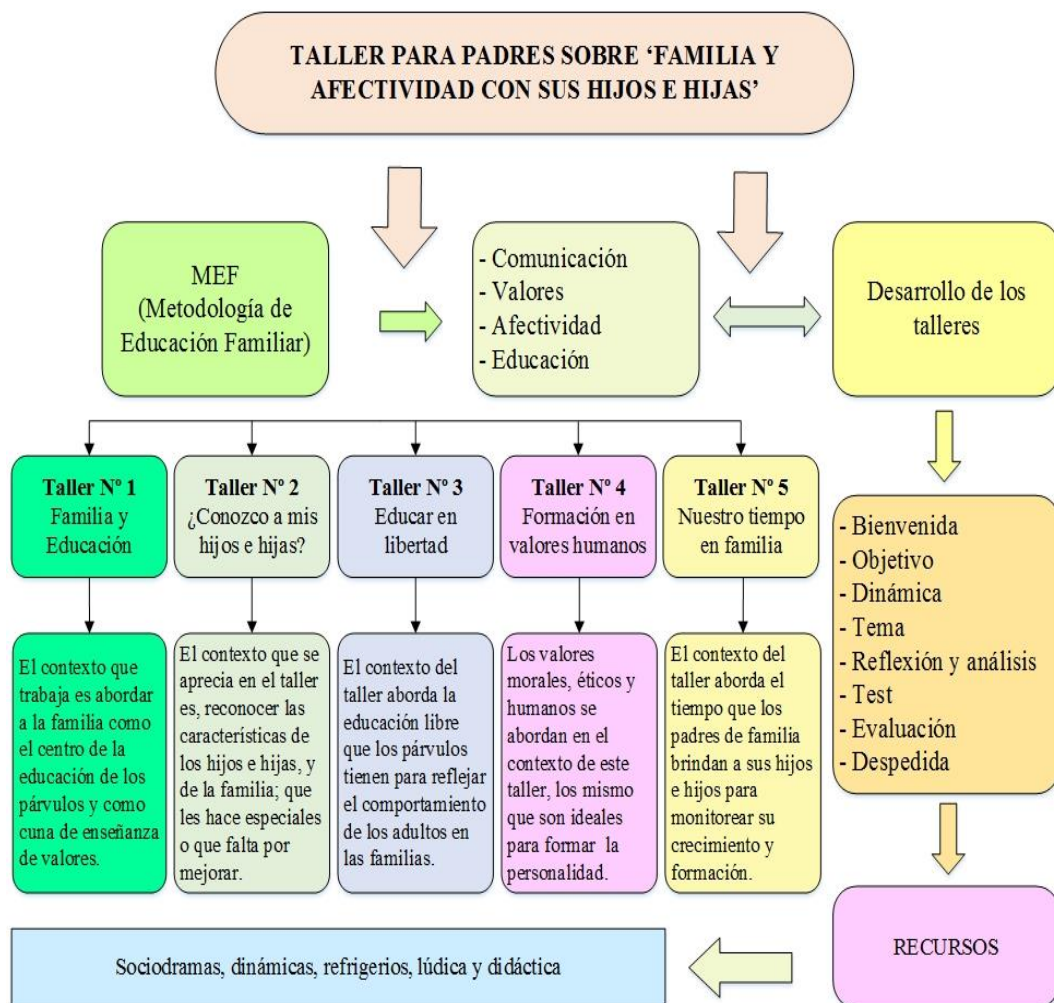 TALLER PARA PADRES SOBRE ‘FAMILIA Y
AFECTIVIDAD CON SUS HIJOS E HIJAS’
MEF
(Metodología de
Educación Familiar)
- Comunicación
- Valores
- Afectividad
- Educación
Desarrollo de los
talleres
Taller Nº 1
Familia y
Educación
Taller Nº 2
¿Conozco a mis
hijos e hijas?
Taller Nº 3
Educar en
libertad
Taller Nº 4
Formación en
valores humanos
Taller Nº 5
Nuestro tiempo
en familia
- Bienvenida
- Objetivo
- Dinámica
- Tema
- Reflexión y análisis
- Test
- Evaluación
- Despedida
El contexto que
trabaja es abordar
a la familia como
el centro de la
educación de los
párvulos y como
cuna de enseñanza
de valores.
El contexto que se
aprecia en el taller
es, reconocer las
características de
los hijos e hijas, y
de la familia; que
les hace especiales
o que falta por
mejorar.
El contexto del
taller aborda la
educación libre
que los párvulos
tienen para reflejar
el comportamiento
de los adultos en
las familias.
Los valores
morales, éticos y
humanos se
abordan en el
contexto de este
taller, los mismo
que son ideales
para formar la
personalidad.
El contexto del
taller aborda el
tiempo que los
padres de familia
brindan a sus hijos
e hijos para
monitorear su
crecimiento y
formación.
RECURSOS
Sociodramas, dinámicas, refrigerios, lúdica y didáctica